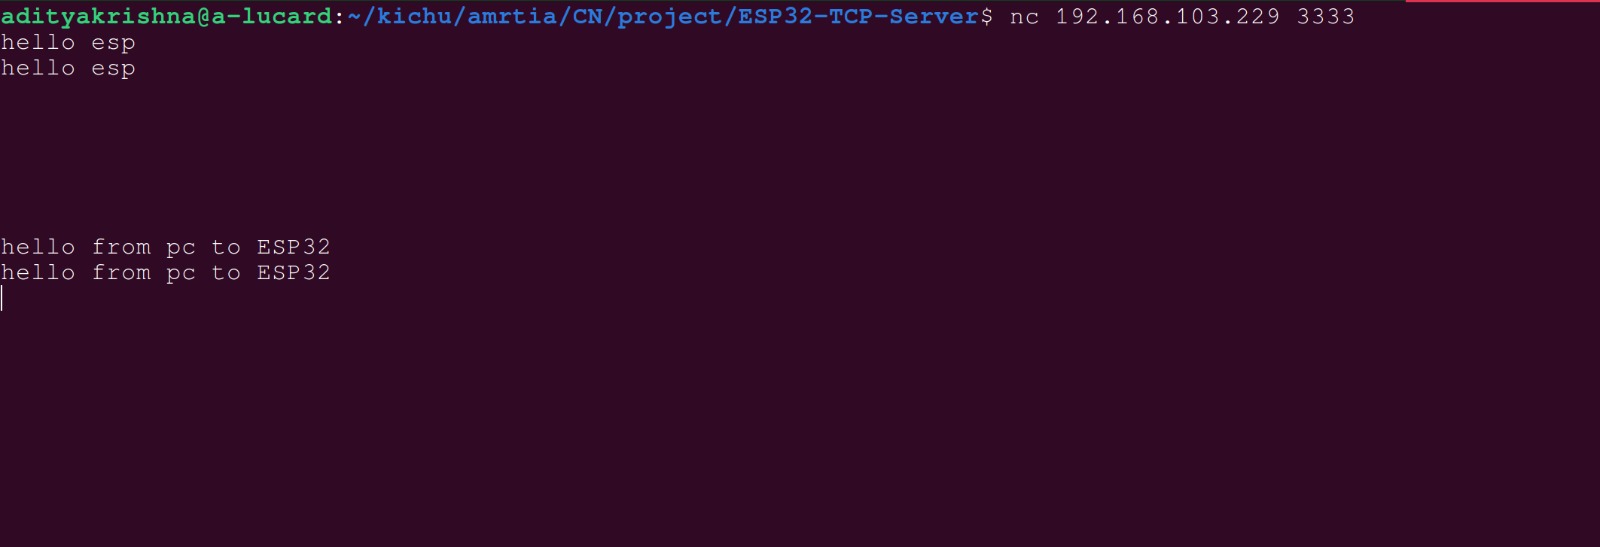 adityakrishna@a-lucard:~/kichu/amrtia/CN/project/ESP32-TCP-Server$ nc 192.168.103.229 3333
hello esp
hello esp
hello from pc to ESP32
hello from pc to ESP32